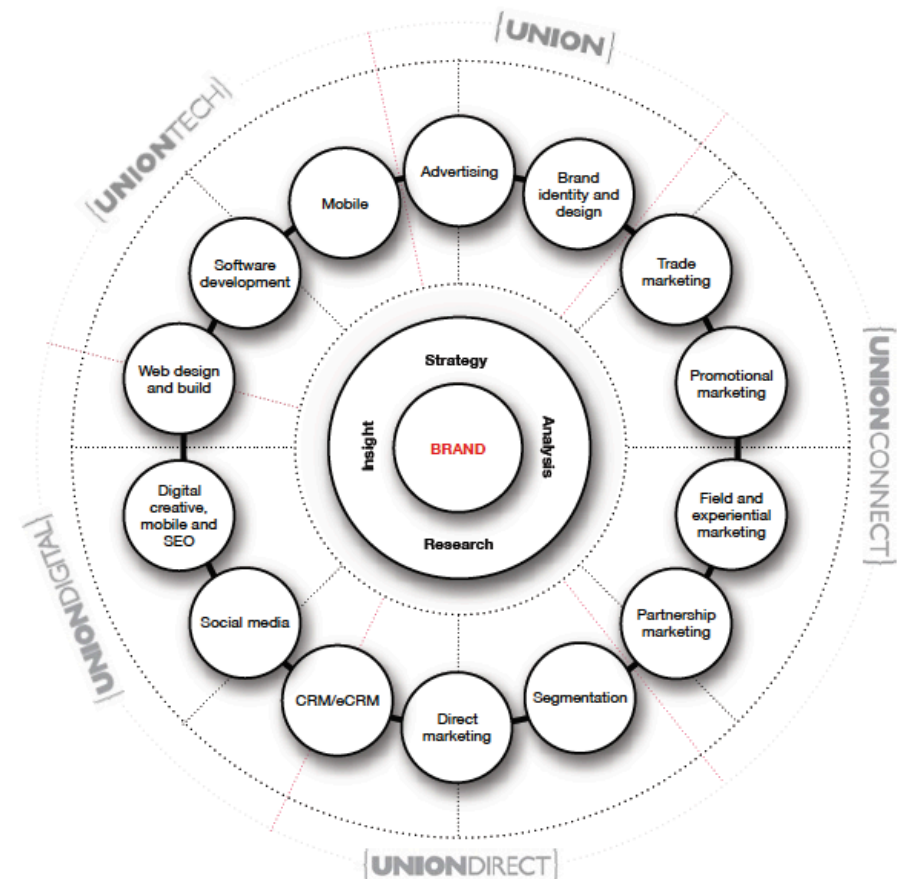 {UNION}
{UNIONTECH}
Advertising
Brand
identity and
design
Mobile
Trade
marketing
Software
development
Promotional
marketing
{UNIONCONNECT}
Web design
and build
Strategy
Insight
BRAND
Analysis
Research
Field and
experiential
marketing
Digital
creative,
mobile and
SEO
{UNIONDIGITAL}
Partnership
marketing
Social media
Segmentation
CRM/eCRM
Direct
marketing
{UNIONDIRECT}